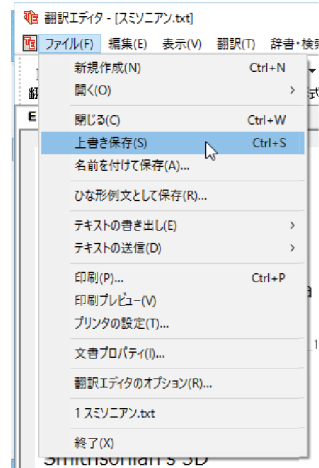 翻訳エディタ - [スミソニアン.txt]
ファイル(F) 編集(E) 表示(V) 翻訳(T) 辞書・検
新規作成(N) Ctrl+N
開く(O) >
閉じる(C) Ctrl+W
上書き保存(S) Ctrl+S
名前を付けて保存(A)...
ひな形例文として保存(R)...
テキストの書き出し(E) >
テキストの送信(D) >
印刷(P)... Ctrl+P
印刷プレビュー(V)
プリンタの設定(T)...
文書プロパティ(I)...
翻訳エディタのオプション(R)...
1 スミソニアン.txt
終了(X)
Smithsonian's 3D